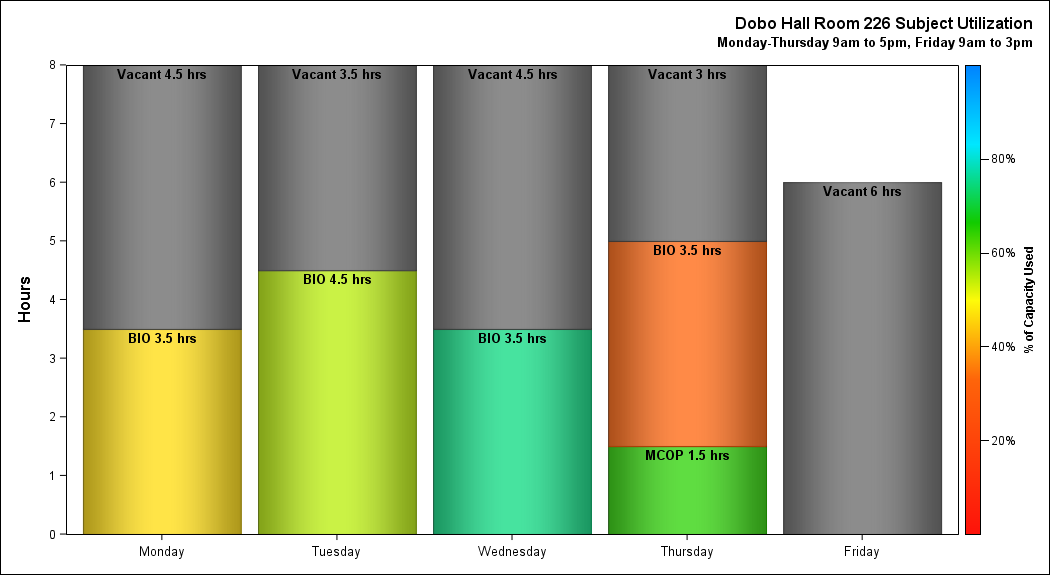 Dobo Hall Room 226 Subject Utilization
Monday-Thursday 9am to 5pm, Friday 9am to 3pm
Hours
8
7
6
5
4
3
2
1
0
Vacant 4.5 hrs
BIO 3.5 hrs
Vacant 3.5 hrs
BIO 4.5 hrs
Vacant 4.5 hrs
BIO 3.5 hrs
Vacant 3 hrs
BIO 3.5 hrs
MCOP 1.5 hrs
Vacant 6 hrs
Monday
Tuesday
Wednesday
Thursday
Friday
80%
60%
40%
20%
% of Capacity Used